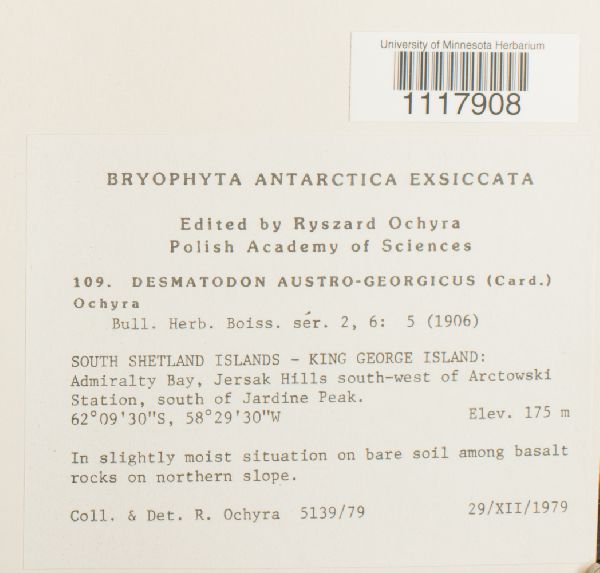 University of Minnesota Herbarium
1117908
BRYOPHYTA ANTARCTICA EXSICCATA
Edited by Ryszard Ochyra
Polish Academy of Sciences
109. DESMATODON AUSTRO-GEORGICUS (Card.)
Ochyra
Bull. Herb. Boiss. sér. 2, 6: 5 (1906)
SOUTH SHETLAND ISLANDS - KING GEORGE ISLAND:
Admiralty Bay, Jersak Hills south-west of Arctowski
Station, south of Jardine Peak.
62°09'30"S, 58°29'30"W Elev. 175 m
In slightly moist situation on bare soil among basalt
rocks on northern slope.
Coll. & Det. R. Ochyra 5139/79 29/XII/1979